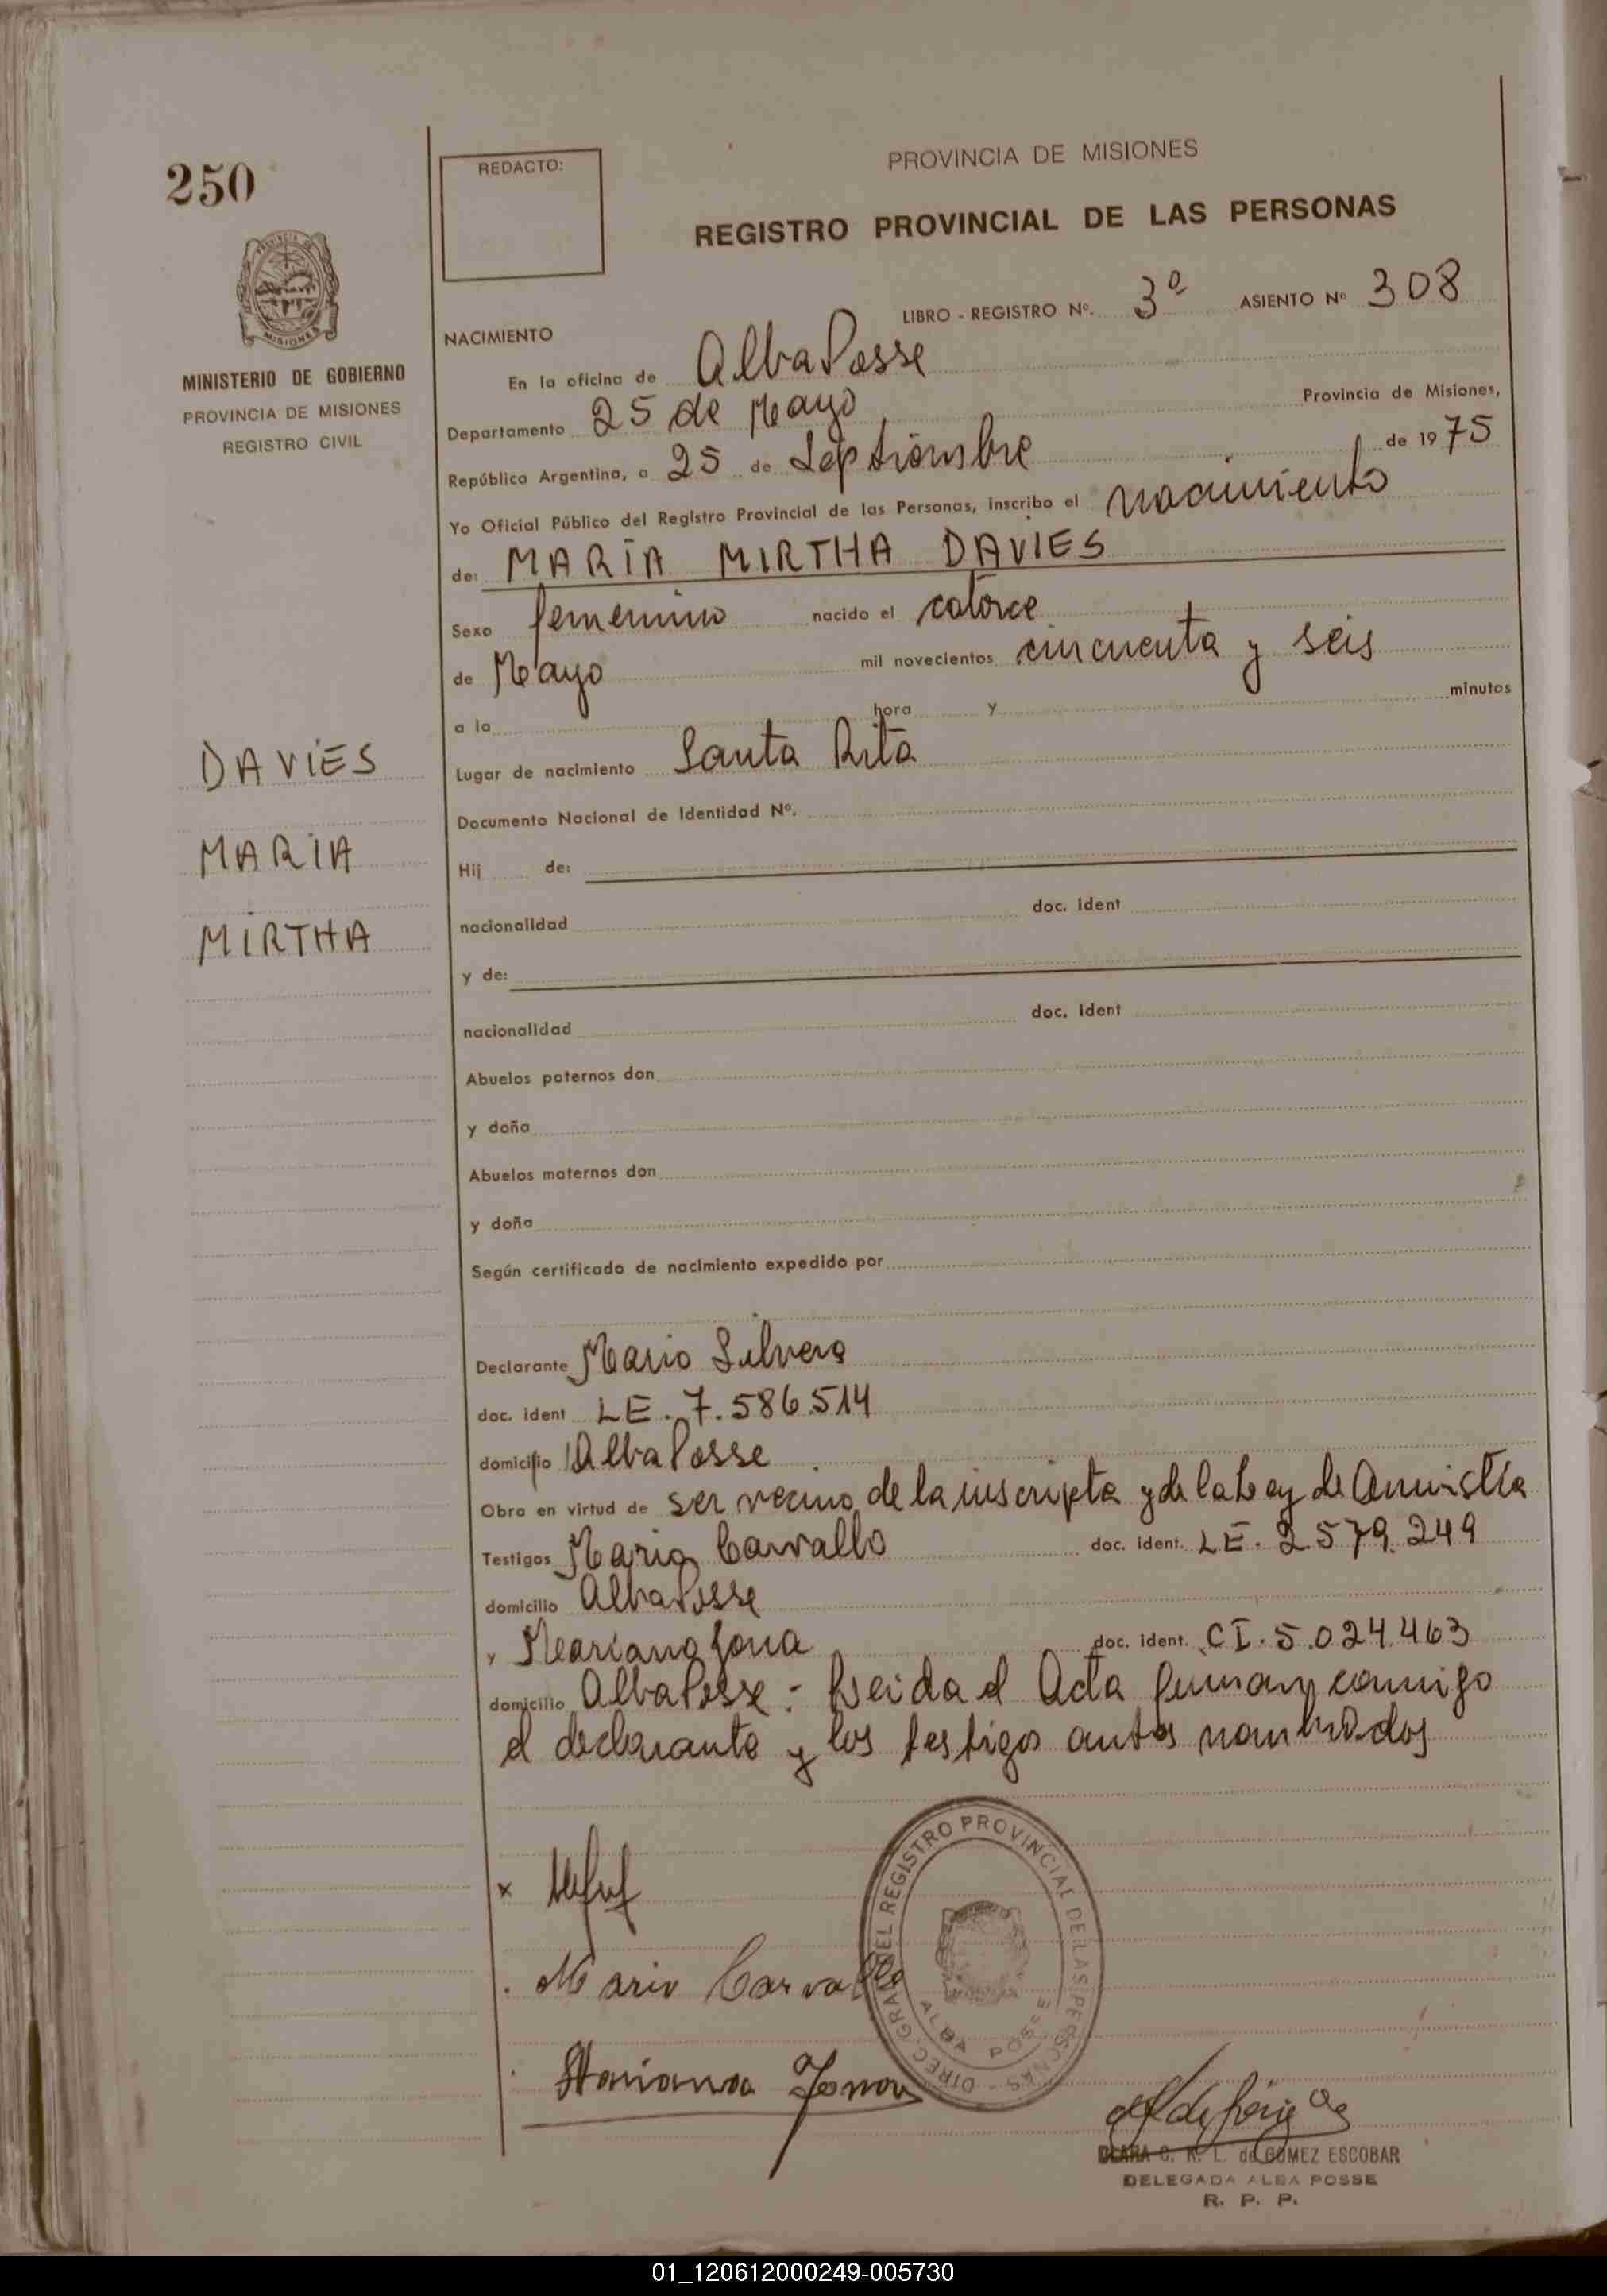 250
REDACTO:
PROVINCIA DE MISIONES
REGISTRO PROVINCIAL DE LAS PERSONAS
MISIONES
MINISTERIO DE GOBIERNO
PROVINCIA DE MISIONES
REGISTRO CIVIL
LIBRO - REGISTRO Nº. 3º ASIENTO Nº 308
NACIMIENTO
En la oficina de Alba Posse
Departamento 25 de Mayo Provincia de Misiones,
República Argentina, a 25 de Septiembre de 1975
Yo Oficial Público del Registro Provincial de las Personas, inscribo el nacimiento
de: MARIA MIRTHA DAVIES
Sexo femenino nacido el catorce
de Mayo mil novecientos cincuenta y seis
a la hora y minutos
Lugar de nacimiento Santa Rita
Documento Nacional de Identidad Nº.
Hij de:
nacionalidad doc. ident
y de:
nacionalidad doc. ident
Abuelos paternos don
y doña
Abuelos maternos don
y doña
Según certificado de nacimiento expedido por
DAVIES
MARIA
MIRTHA
Declarante Mario Silvera
doc. ident LE. 7.586.514
domicilio Alba Posse
Obra en virtud de ser vecino de la inscripta y de la Ley de Amnistía
Testigos Mario Carvallo doc. ident. LE. 2579.249
domicilio Alba Posse
y Mariano doc. ident. CI. 5.024.463
domicilio Alba Posse.- Leida el Acta firman conmigo
el declarante y los testigos antes nombrados
Mario Carvallo
DIREC. GRAL DEL REGISTRO PROVINCIAL DE LAS PERSONAS
ALBA POSSE
CLARA C. K. L. de GOMEZ ESCOBAR
DELEGADA ALBA POSSE
R. P. P.
01_120612000249-005730